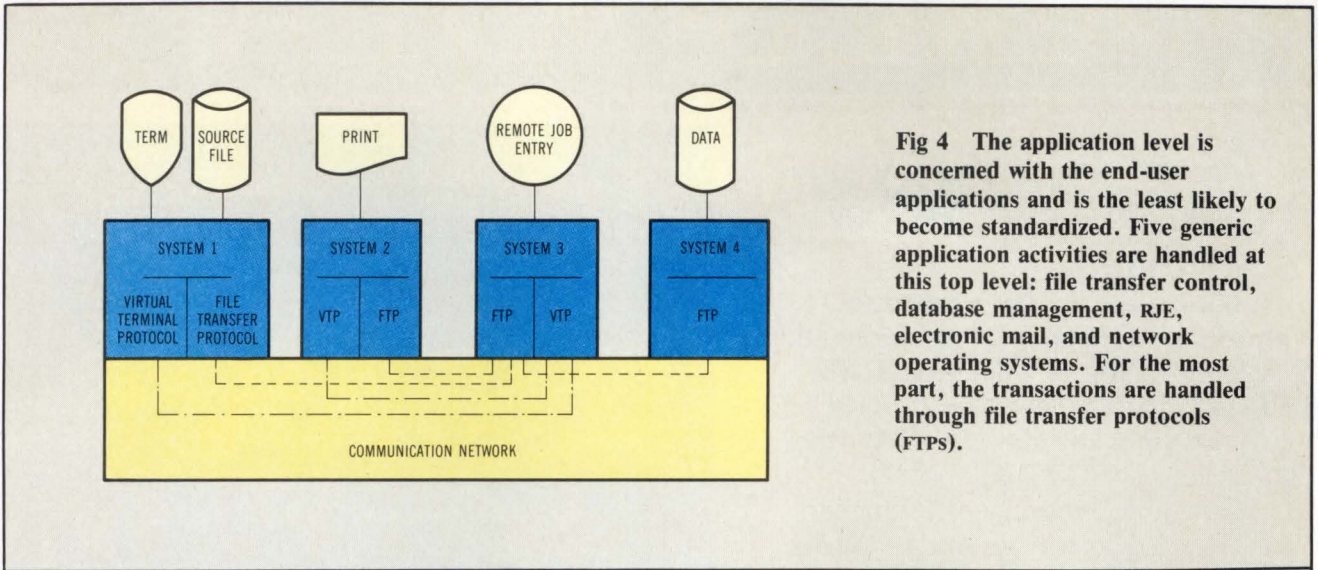 TERM
SOURCE
FILE
PRINT
REMOTE JOB
ENTRY
DATA
SYSTEM 1
VIRTUAL
TERMINAL
PROTOCOL
FILE
TRANSFER
PROTOCOL
SYSTEM 2
VTP
FTP
SYSTEM 3
FTP
VTP
SYSTEM 4
FTP
COMMUNICATION NETWORK
Fig 4 The application level is
concerned with the end-user
applications and is the least likely to
become standardized. Five generic
application activities are handled at
this top level: file transfer control,
database management, RJE,
electronic mail, and network
operating systems. For the most
part, the transactions are handled
through file transfer protocols
(FTPs).